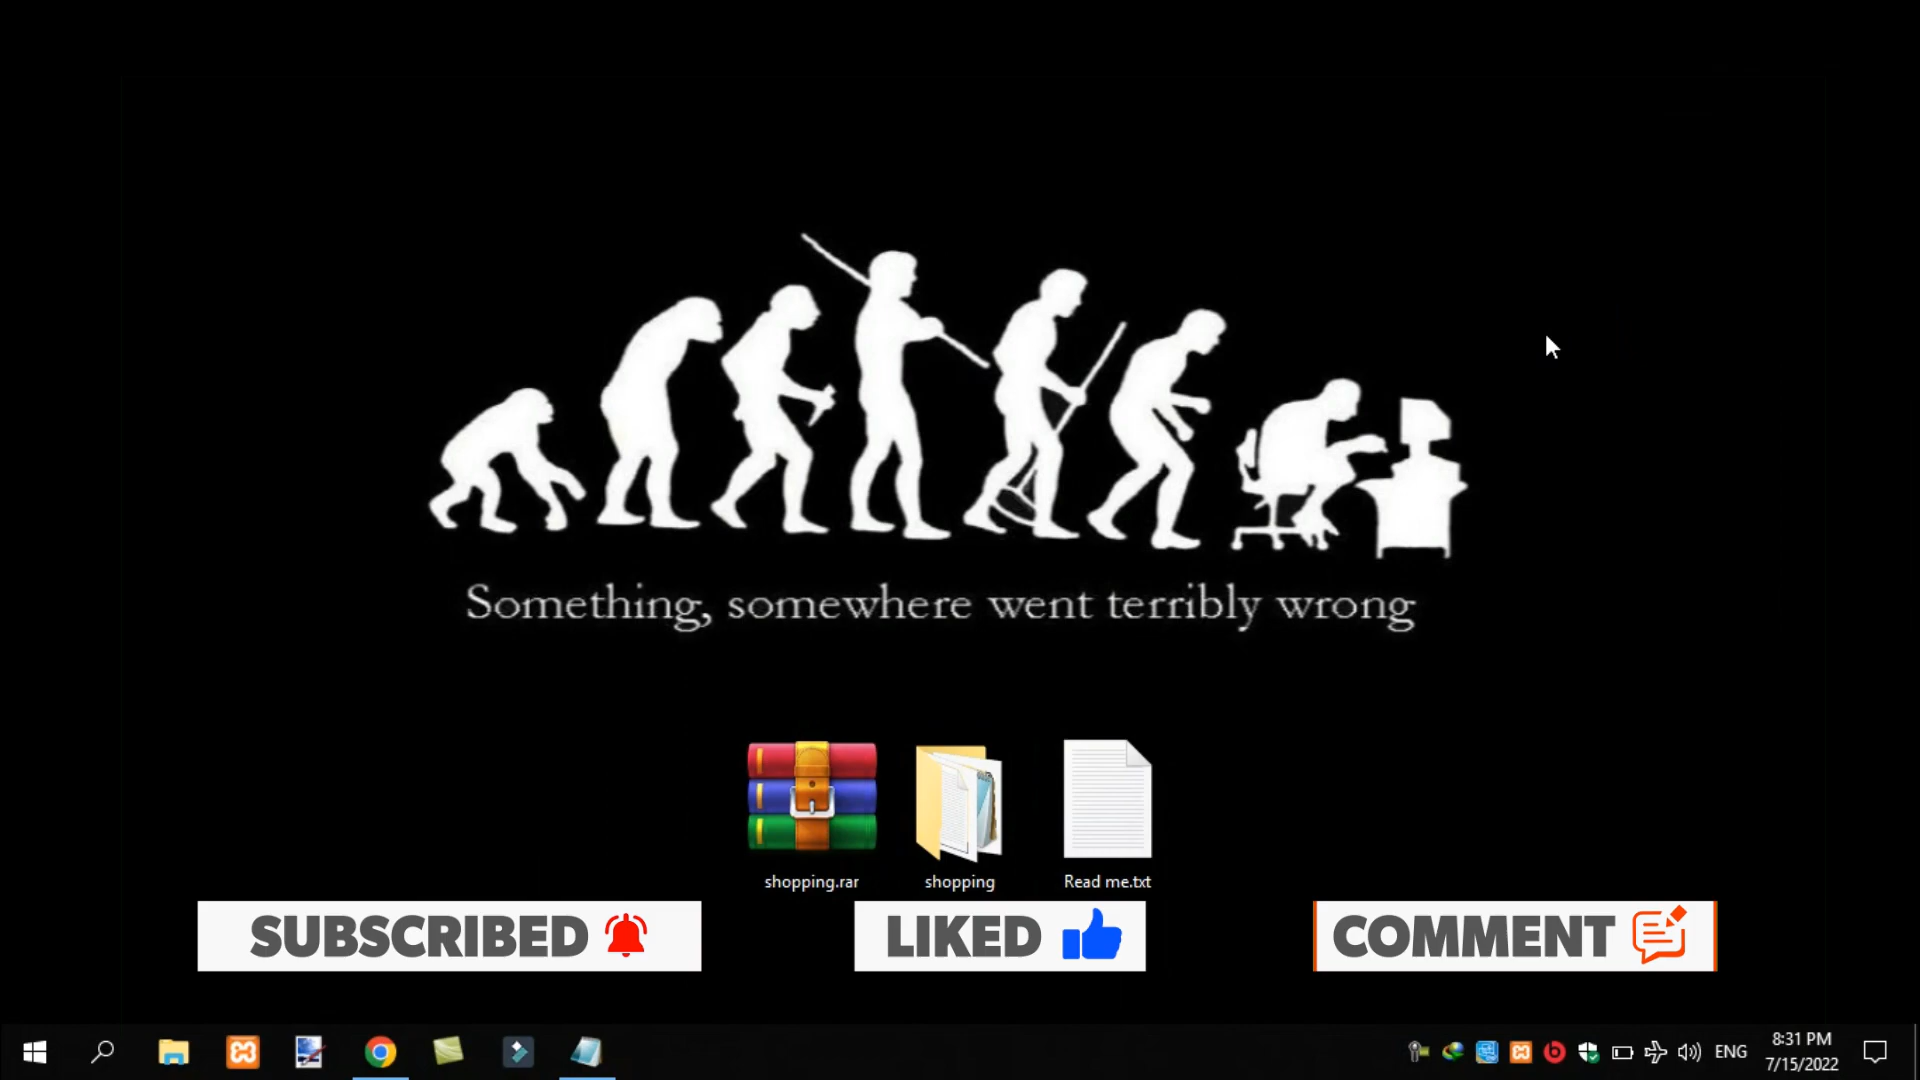 Something, somewhere went terribly wrong
shopping.rar
shopping
Read me.txt
SUBSCRIBED
LIKED
COMMENT
ENG
8:31 PM
7/15/2022